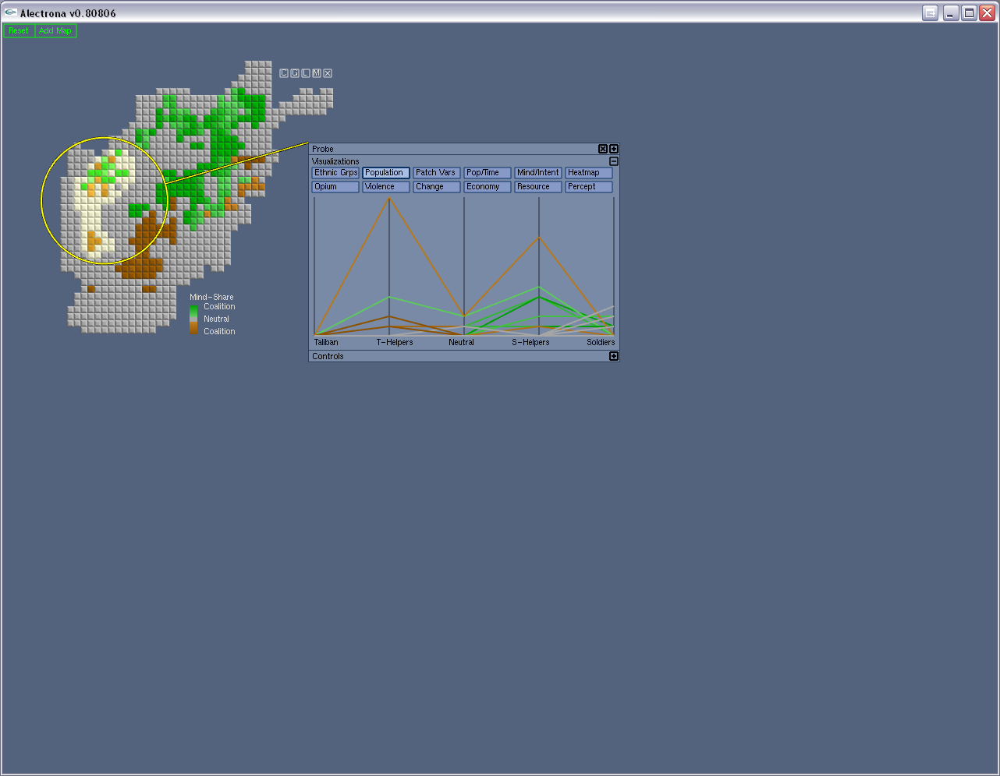 Alectrona v0.80806
Reset Add Map
C G L M X
Probe
Visualizations
Ethnic Grps Population Patch Vars Pop/Time Mind/Intent Heatmap
Opium Violence Change Economy Resource Percept
Mind-Share
Coalition
Neutral
Coalition
Taliban T-Helpers Neutral S-Helpers Soldiers
Controls